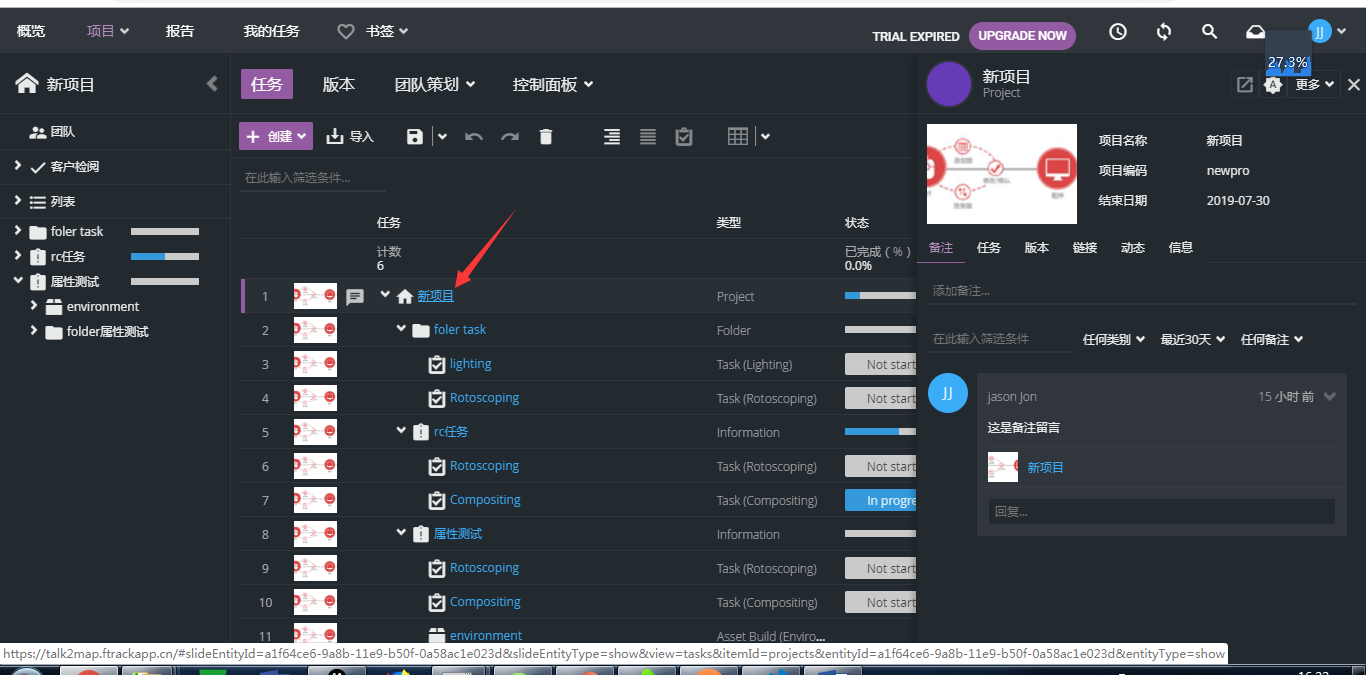 概览 项目 报告 我的任务 书签 TRIAL EXPIRED UPGRADE NOW JJ
27.3%
新项目
任务 版本 团队策划 控制面板
新项目
Project
A 更多
团队
客户检阅
列表
foler task
rc任务
属性测试
environment
folder属性测试
创建 导入
在此输入筛选条件...
任务 类型 状态
计数 已完成 ( % )
6 0.0%
1 新项目 Project
2 foler task Folder
3 lighting Task (Lighting) Not start
4 Rotoscoping Task (Rotoscoping) Not start
5 rc任务 Information
6 Rotoscoping Task (Rotoscoping) Not start
7 Compositing Task (Compositing) In progre
8 属性测试 Information
9 Rotoscoping Task (Rotoscoping) Not start
10 Compositing Task (Compositing) Not start
11 environment Asset Build (Enviro...
项目名称 新项目
项目编码 newpro
结束日期 2019-07-30
备注 任务 版本 链接 动态 信息
添加备注...
在此输入筛选条件 任何类别 最近30天 任何备注
JJ
jason Jon 15 小时 前
这是备注留言
新项目
回复...
https://talk2map.ftrackapp.cn/#slideEntityId=a1f64ce6-9a8b-11e9-b50f-0a58ac1e023d&slideEntityType=show&view=tasks&itemId=projects&entityId=a1f64ce6-9a8b-11e9-b50f-0a58ac1e023d&entityType=show